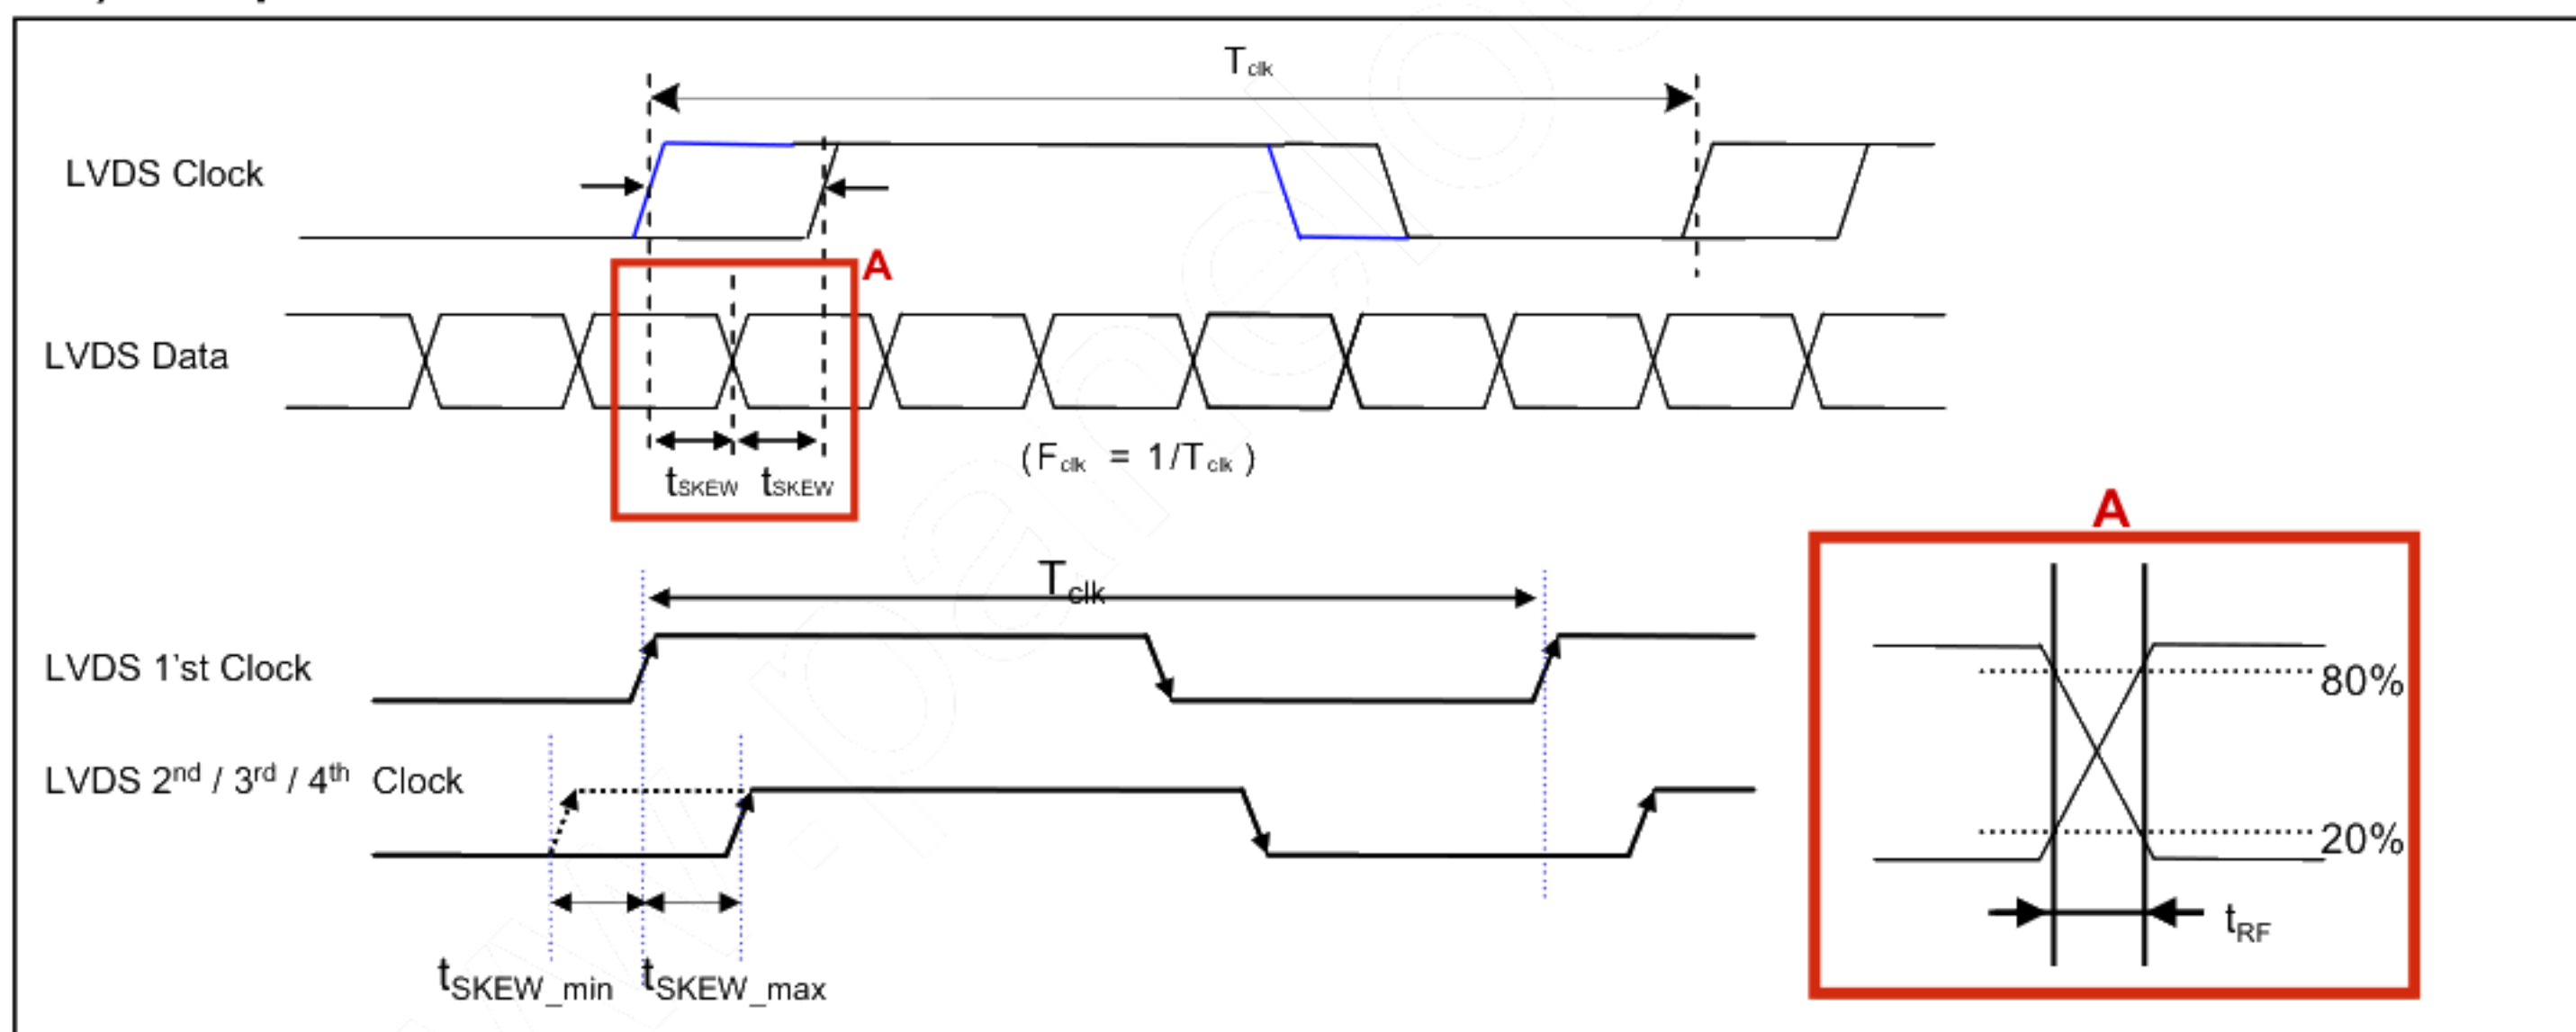 Tclk
LVDS Clock
A
LVDS Data
tSKEW tSKEW
(Fclk = 1/Tclk )
A
Tclk
LVDS 1'st Clock
80%
LVDS 2nd / 3rd / 4th Clock
20%
tRF
tSKEW_min tSKEW_max